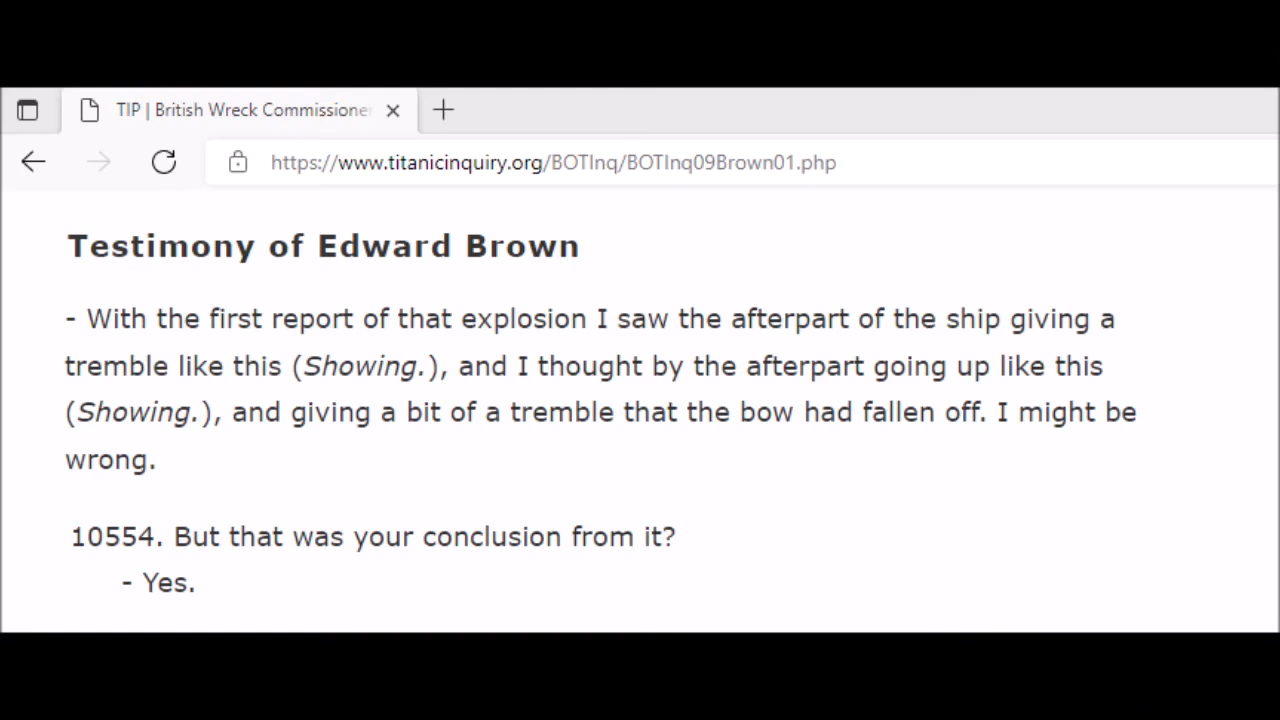 TIP | British Wreck Commissione
https://www.titanicinquiry.org/BOTInq/BOTInq09Brown01.php
Testimony of Edward Brown
- With the first report of that explosion I saw the afterpart of the ship giving a
tremble like this (Showing.), and I thought by the afterpart going up like this
(Showing.), and giving a bit of a tremble that the bow had fallen off. I might be
wrong.
10554. But that was your conclusion from it?
- Yes.